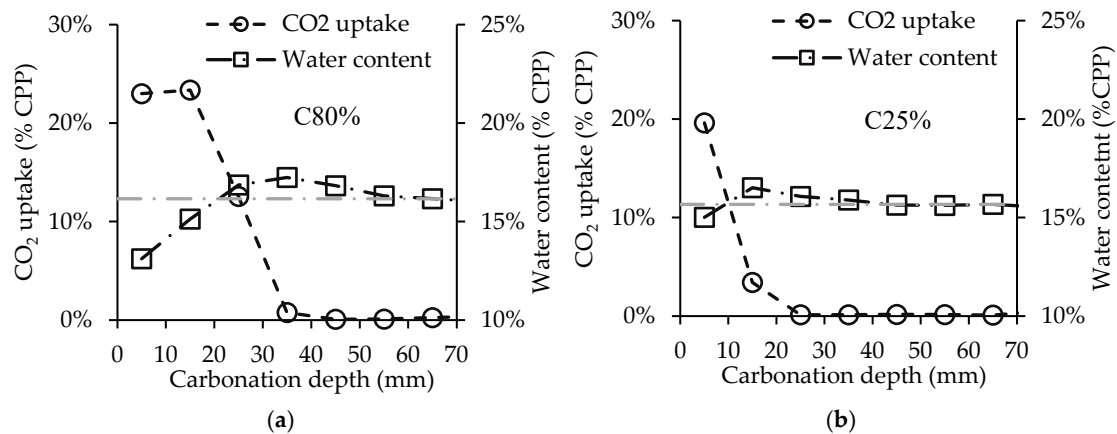 30%
20%
10%
0%
CO2 uptake (% CPP)
CO2 uptake
Water content
C80%
25%
20%
15%
10%
Water content (% CPP)
0 10 20 30 40 50 60 70
Carbonation depth (mm)
(a)
30%
20%
10%
0%
CO2 uptake (% CPP)
CO2 uptake
Water content
C25%
25%
20%
15%
10%
Water contetnt (%CPP)
0 10 20 30 40 50 60 70
Carbonation depth (mm)
(b)